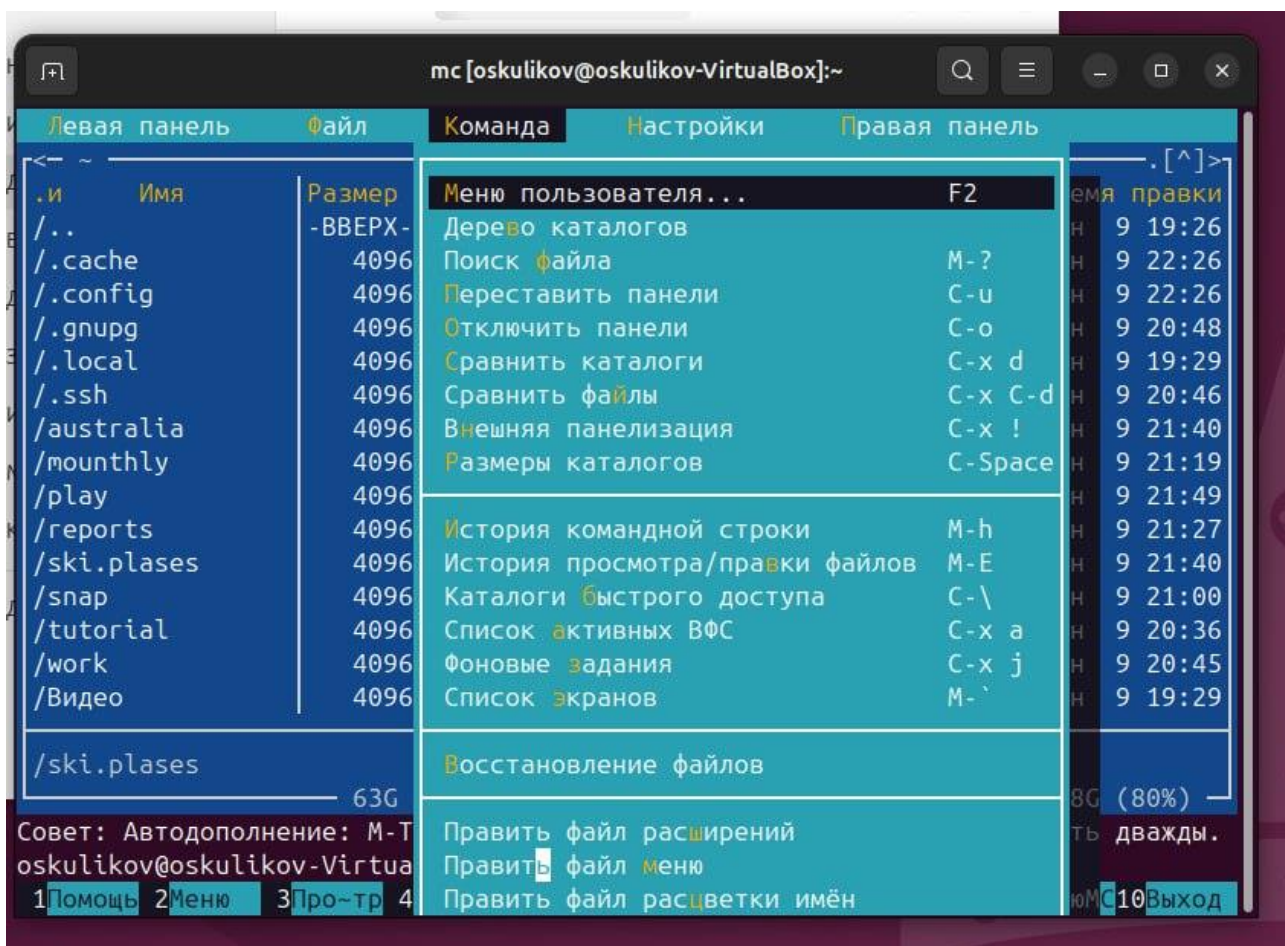 mc [oskulikov@oskulikov-VirtualBox]:~
Левая панель Файл Команда Настройки Правая панель
<─ ~ .[^]>
.и Имя Размер Меню пользователя... F2 емя правки
/.. -ВВЕРХ- Дерево каталогов н 9 19:26
/.cache 4096 Поиск файла M-? н 9 22:26
/.config 4096 Переставить панели C-u н 9 22:26
/.gnupg 4096 Отключить панели C-o н 9 20:48
/.local 4096 Сравнить каталоги C-x d н 9 19:29
/.ssh 4096 Сравнить файлы C-x C-d н 9 20:46
/australia 4096 Внешняя панелизация C-x ! н 9 21:40
/mounthly 4096 Размеры каталогов C-Space н 9 21:19
/play 4096 н 9 21:49
/reports 4096 История командной строки M-h н 9 21:27
/ski.plases 4096 История просмотра/правки файлов M-E н 9 21:40
/snap 4096 Каталоги быстрого доступа C-\ н 9 21:00
/tutorial 4096 Список активных ВФС C-x a н 9 20:36
/work 4096 Фоновые задания C-x j н 9 20:45
/Видео 4096 Список экранов M-` н 9 19:29
/ski.plases Восстановление файлов
63G 8G (80%)
Совет: Автодополнение: M-T Править файл расширений ть дважды.
oskulikov@oskulikov-Virtua Править файл меню
1Помощь 2Меню 3Про~тр 4 Править файл расцветки имён юMC 10Выход